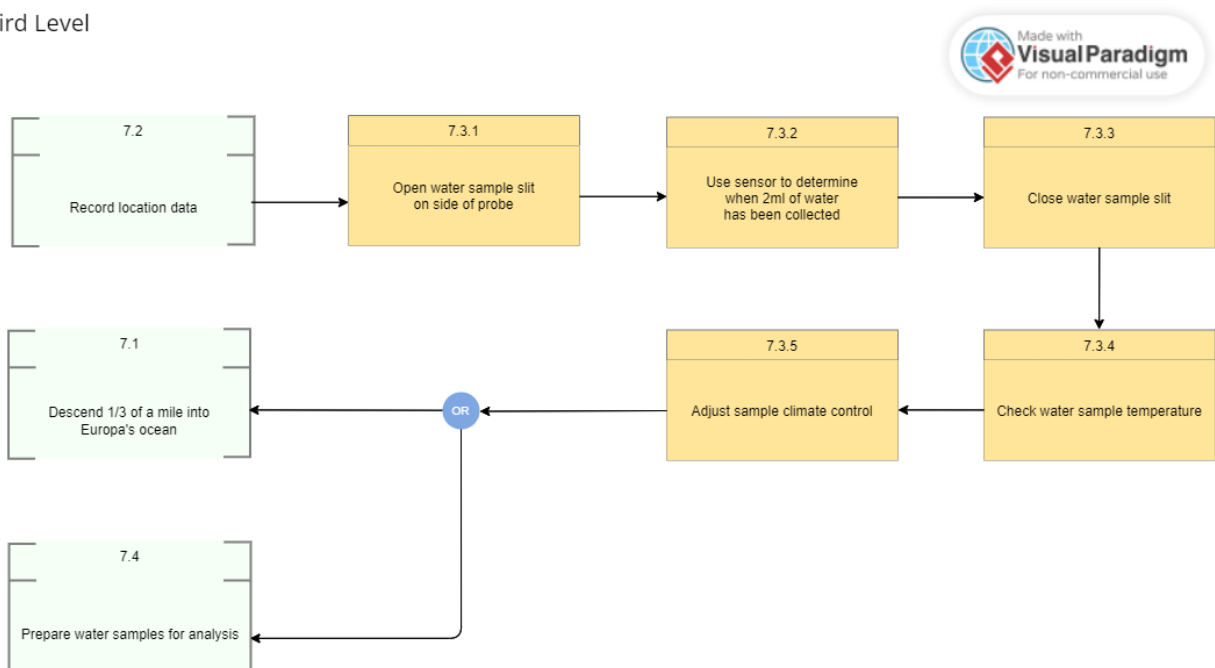 ird Level
Made with
Visual Paradigm
For non-commercial use
7.2
Record location data
7.3.1
Open water sample slit
on side of probe
7.3.2
Use sensor to determine
when 2ml of water
has been collected
7.3.3
Close water sample slit
7.1
Descend 1/3 of a mile into
Europa's ocean
OR
7.3.5
Adjust sample climate control
7.3.4
Check water sample temperature
7.4
Prepare water samples for analysis